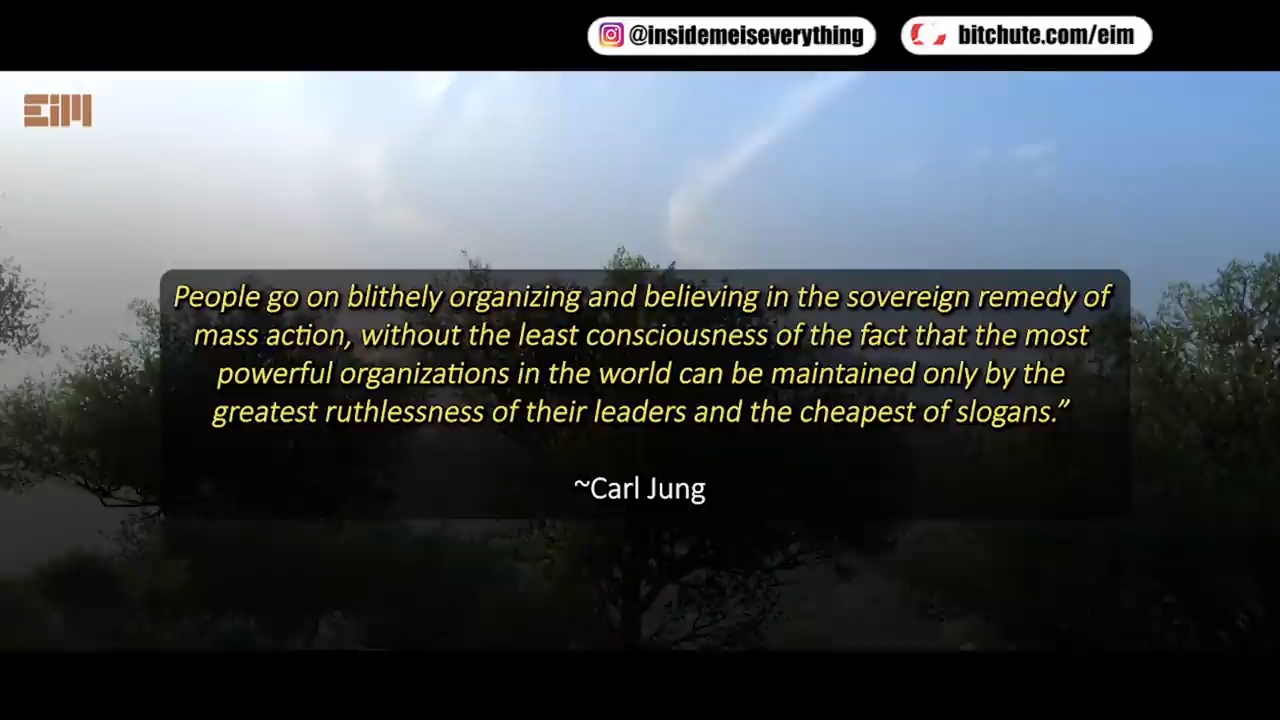 @insidemeiseverything
bitchute.com/eim
EiM
People go on blithely organizing and believing in the sovereign remedy of
mass action, without the least consciousness of the fact that the most
powerful organizations in the world can be maintained only by the
greatest ruthlessness of their leaders and the cheapest of slogans.”
~Carl Jung